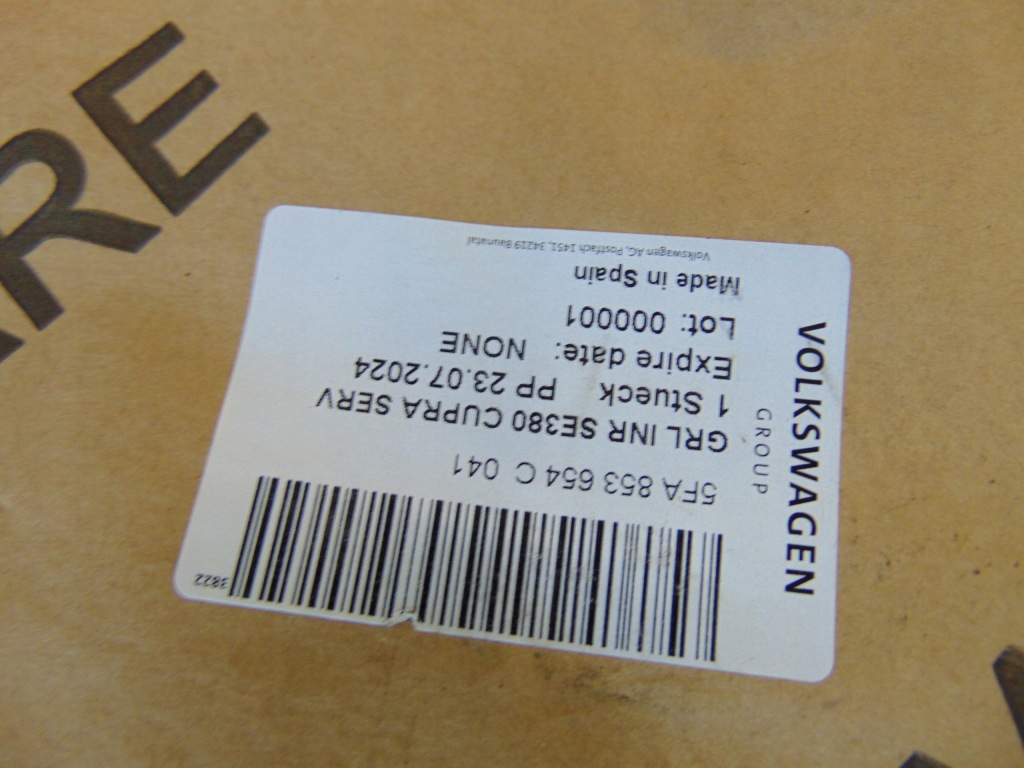 3822
5FA 853 654 C 041
GRL INR SE380 CUPRA SERV
1 Stueck PP 23.07.2024
Expire date: NONE
Lot: 000001
Made in Spain
Volkswagen AG, Postfach 1451, 34219 Baunatal
VOLKSWAGEN
GROUP